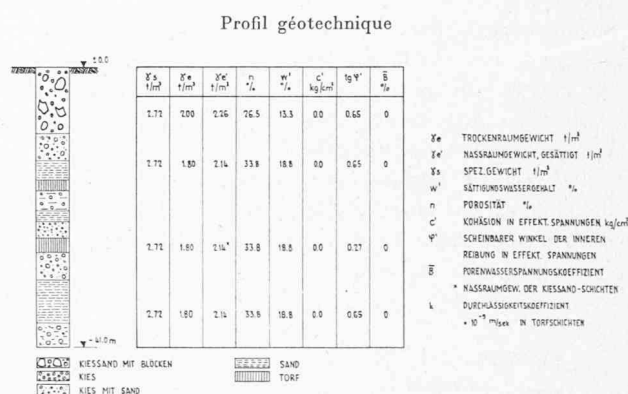 Profil géotechnique
± 0.0
γs γe γe' n w' c' tg φ' B̅
t/m³ t/m³ t/m³ % % kg/cm² %
2.72 2.00 2.26 26.5 13.3 0.0 0.65 0
2.72 1.80 2.14 33.8 18.8 0.0 0.65 0
2.72 1.80 2.14* 33.8 18.8 0.0 0.27 0
2.72 1.80 2.14 33.8 18.8 0.0 0.65 0
γe TROCKENRAUMGEWICHT t/m³
γe' NASSRAUMGEWICHT, GESÄTTIGT t/m³
γs SPEZ. GEWICHT t/m³
w' SÄTTIGUNGSWASSERGEHALT %
n POROSITÄT %
c' KOHÄSION IN EFFEKT. SPANNUNGEN, kg/cm²
φ' SCHEINBARER WINKEL DER INNEREN
REIBUNG IN EFFEKT. SPANNUNGEN
B̅ PORENWASSERSPANNUNGSKOEFFIZIENT
* NASSRAUMGEW. DER KIESSAND-SCHICHTEN
k DURCHLÄSSIGKEITSKOEFFIZIENT
m/sek IN TORFSCHICHTEN
KIESSAND MIT BLÖCKEN
KIES
KIES MIT SAND
SAND
TORF